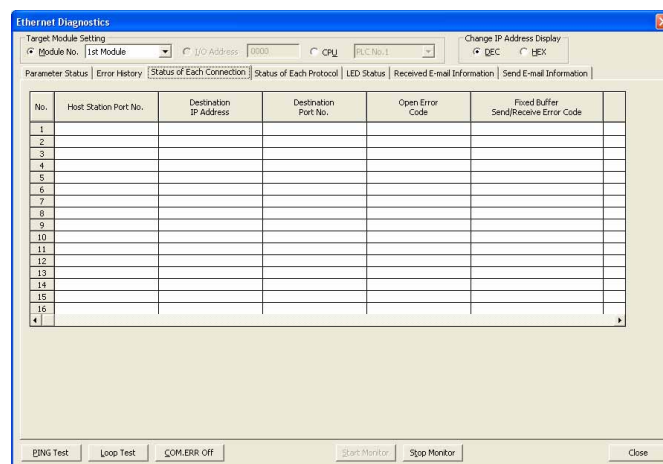 Ethernet Diagnostics
Target Module Setting
Module No. 1st Module I/O Address 0000 CPU PLC No.1
Change IP Address Display
DEC HEX
Parameter Status Error History Status of Each Connection Status of Each Protocol LED Status Received E-mail Information Send E-mail Information
No. Host Station Port No. Destination IP Address Destination Port No. Open Error Code Fixed Buffer Send/Receive Error Code
1
2
3
4
5
6
7
8
9
10
11
12
13
14
15
16
PING Test Loop Test COM.ERR Off Start Monitor Stop Monitor Close